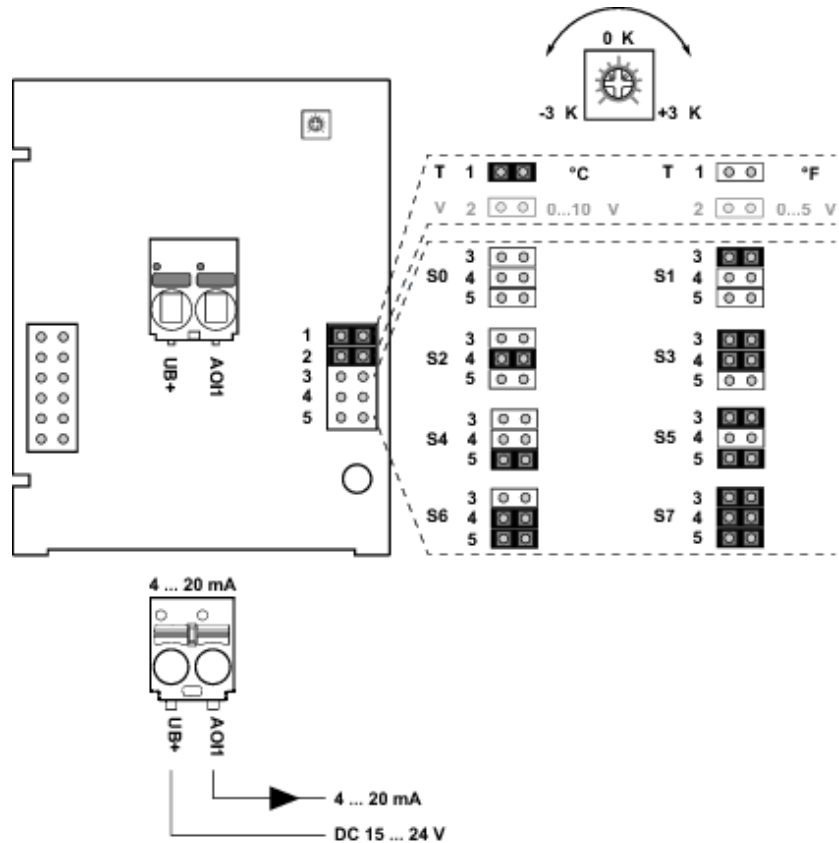 0 K
-3 K +3 K
T 1 °C T 1 °F
V 2 0...10 V 2 0...5 V
S0 3 4 5 S1 3 4 5
S2 3 4 5 S3 3 4 5
S4 3 4 5 S5 3 4 5
S6 3 4 5 S7 3 4 5
1
2
3
4
5
UB+ AOI1
4 ... 20 mA
UB+ AOI1
4 ... 20 mA
DC 15 ... 24 V